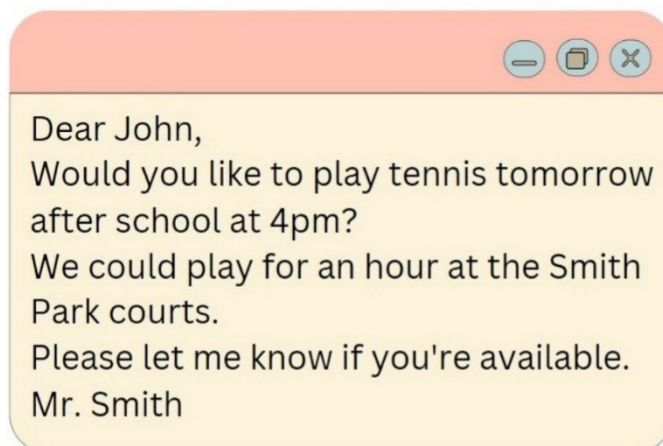 Dear John,
Would you like to play tennis tomorrow
after school at 4pm?
We could play for an hour at the Smith
Park courts.
Please let me know if you're available.
Mr. Smith